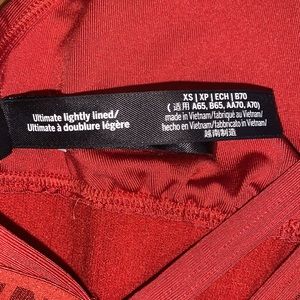 Ultimate lightly lined/
Ultimate à doublure légère
XS | XP | ECH | B70
(适用 A65, B65, AA70, A70)
made in Vietnam/fabriqué au Vietnam/
hecho en Vietnam/fabbricato in Vietnam/
越南制造